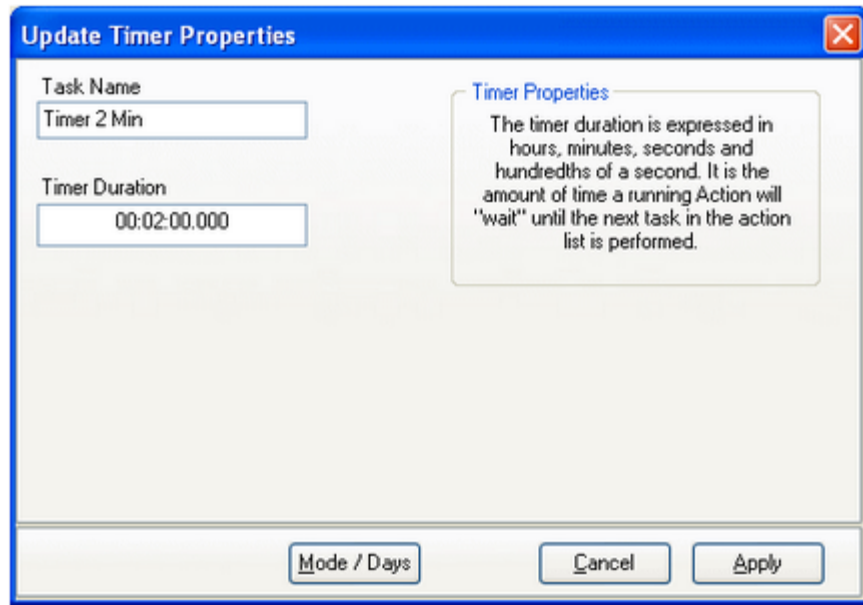 Update Timer Properties
Task Name
Timer 2 Min
Timer Duration
00:02:00.000
Timer Properties
The timer duration is expressed in
hours, minutes, seconds and
hundredths of a second. It is the
amount of time a running Action will
"wait" until the next task in the action
list is performed.
Mode / Days
Cancel
Apply